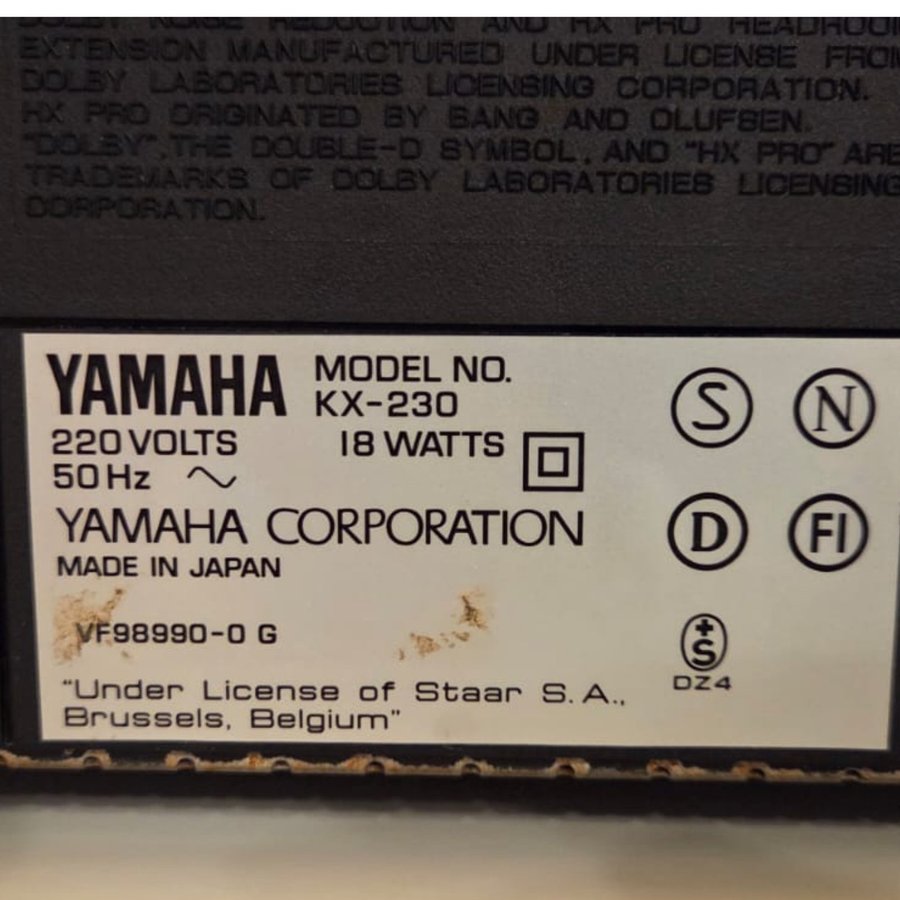 DOLBY NOISE REDUCTION AND HX PRO HEADROOM
EXTENSION MANUFACTURED UNDER LICENSE FROM
DOLBY LABORATORIES LICENSING CORPORATION.
HX PRO ORIGINATED BY BANG AND OLUFSEN.
"DOLBY", THE DOUBLE-D SYMBOL, AND "HX PRO" ARE
TRADEMARKS OF DOLBY LABORATORIES LICENSING
CORPORATION.
YAMAHA MODEL NO.
KX-230
220 VOLTS 18 WATTS
50 Hz
YAMAHA CORPORATION
MADE IN JAPAN
VF98990-0 G
"Under License of Staar S.A.,
Brussels, Belgium"
S N
D FI
+S
DZ4